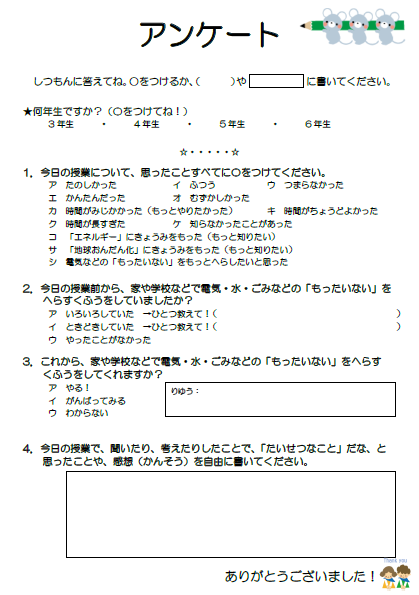 アンケート
しつもんに答えてね。〇をつけるか、（　　　）や　　　　に書いてください。
★何年生ですか？（〇をつけてね！）
３年生　・　４年生　・　５年生　・　６年生
☆・・・・・☆
１．今日の授業について、思ったことすべてに〇をつけてください。
ア　たのしかった　イ　ふつう　ウ　つまらなかった
エ　かんたんだった　オ　むずかしかった
カ　時間がみじかかった（もっとやりたかった）　キ　時間がちょうどよかった
ク　時間が長すぎた　ケ　知らなかったことがあった
コ　「エネルギー」にきょうみをもった（もっと知りたい）
サ　「地球おんだん化」にきょうみをもった（もっと知りたい）
シ　電気などの「もったいない」をもっとへらしたいと思った
２．今日の授業前から、家や学校などで電気・水・ごみなどの「もったいない」を
へらすくふうをしていましたか？
ア　いろいろしていた　→ひとつ教えて！（　　　）
イ　ときどきしていた　→ひとつ教えて！（　　　）
ウ　やったことがなかった
３．これから、家や学校などで電気・水・ごみなどの「もったいない」をへらす
くふうをしてくれますか？
ア　やる！
イ　がんばってみる
ウ　わからない
りゆう：
４．今日の授業で、聞いたり、考えたりしたことで、「たいせつなこと」だな、と
思ったことや、感想（かんそう）を自由に書いてください。
THANK YOU
ありがとうございました！